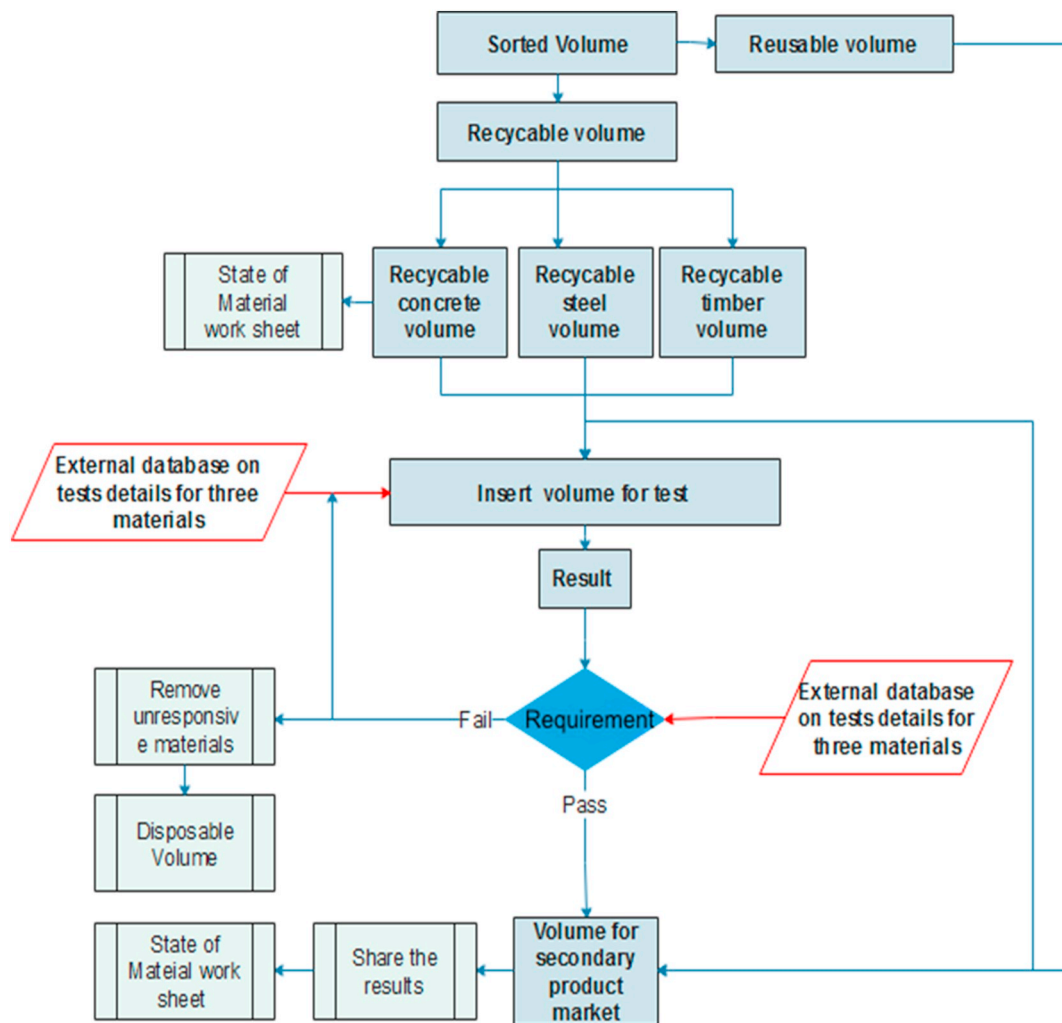 Sorted Volume
Reusable volume
Recycable volume
State of
Material
work sheet
Recycable
concrete
volume
Recycable
steel
volume
Recycable
timber
volume
External database on
tests details for three
materials
Insert volume for test
Result
Remove
unresponsiv
e materials
Fail
Requirement
External database
on tests details for
three materials
Pass
Disposable
Volume
State of
Mateial work
sheet
Share the
results
Volume for
secondary
product
market